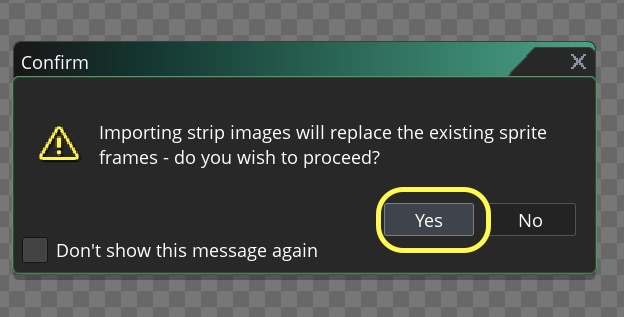 Confirm
Importing strip images will replace the existing sprite
frames - do you wish to proceed?
Yes
No
Don't show this message again